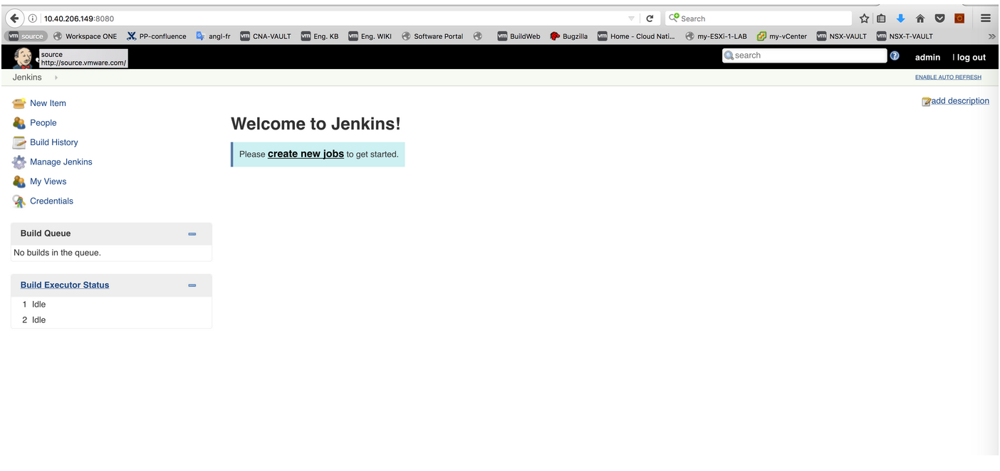 10.40.206.149:8080
Search
vm source Workspace ONE PP-confluence angl-fr vm CNA-VAULT vm Eng. KB vm Eng. WIKI Software Portal vm BuildWeb Bugzilla vm Home - Cloud Nati... my-ESXi-1-LAB my-vCenter vm NSX-VAULT vm NSX-T-VAULT
source
http://source.vmware.com/
search
admin | log out
Jenkins
ENABLE AUTO REFRESH
add description
New Item
People
Build History
Manage Jenkins
My Views
Credentials
Welcome to Jenkins!
Please create new jobs to get started.
Build Queue
No builds in the queue.
Build Executor Status
1 Idle
2 Idle